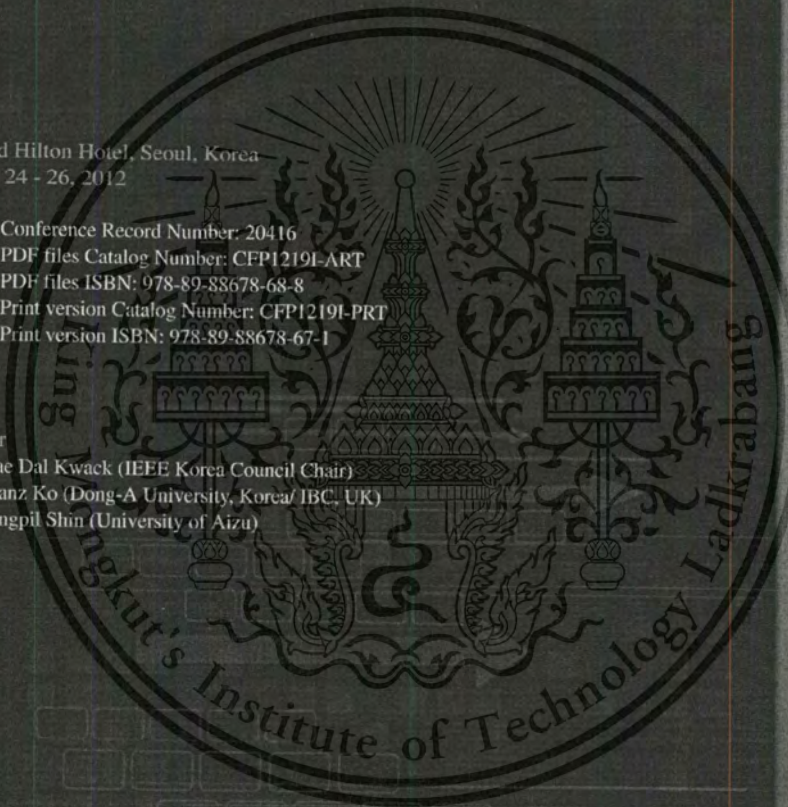 d Hilton Hotel, Seoul, Korea
24 - 26, 2012
Conference Record Number: 20416
PDF files Catalog Number: CFP1219I-ART
PDF files ISBN: 978-89-88678-68-8
Print version Catalog Number: CFP1219I-PRT
Print version ISBN: 978-89-88678-67-1
r
ne Dal Kwack (IEEE Korea Council Chair)
anz Ko (Dong-A University, Korea/ IBC, UK)
ngpil Shin (University of Aizu)
King Mongkut's Institute of Technology Ladkrabang